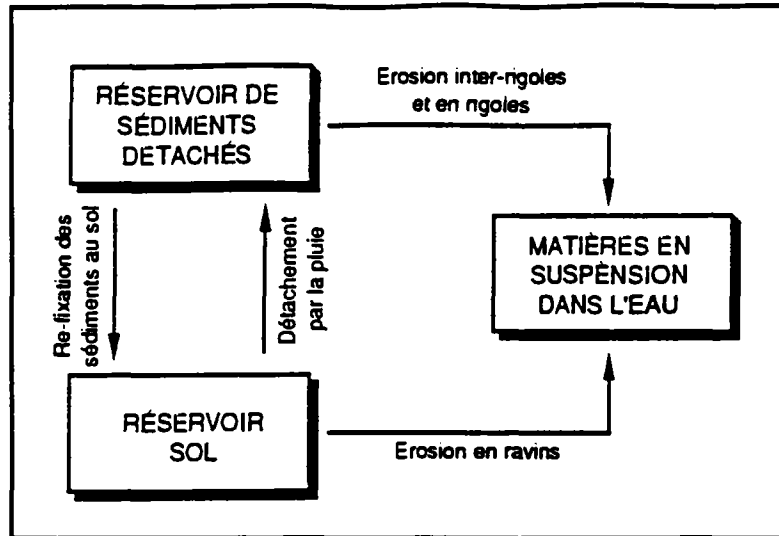 RÉSERVOIR DE
SÉDIMENTS
DETACHÉS
Erosion inter-rigoles
et en rigoles
Re-fixation des
sédiments au sol
Détachement
par la pluie
MATIÈRES EN
SUSPENSION
DANS L'EAU
RÉSERVOIR
SOL
Erosion en ravins